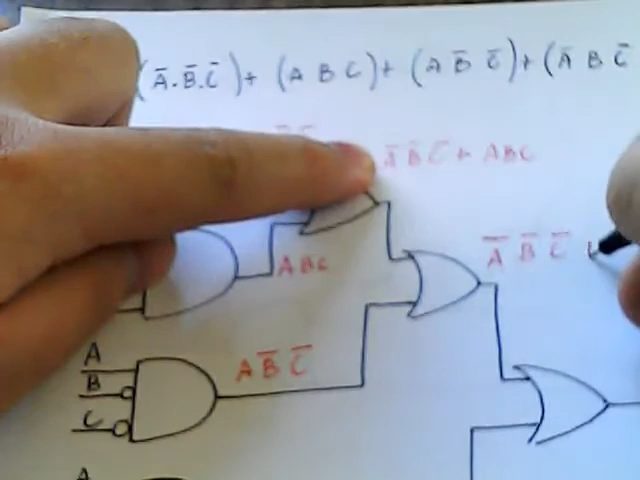 (A̅.B̅.C̅)+(A B C)+(A B̅ C̅)+(A̅ B C̅
A̅ B̅ C̅ + ABC
A̅ B̅ C̅
ABC
A
B
C
A B̅ C̅
A